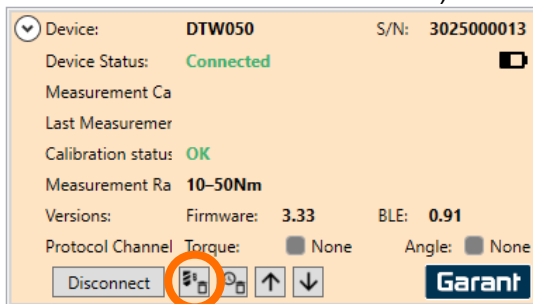 Device: DTW050 S/N: 3025000013
Device Status: Connected
Measurement Ca
Last Measuremer
Calibration status OK
Measurement Ra 10–50Nm
Versions: Firmware: 3.33 BLE: 0.91
Protocol Channel Torque: None Angle: None
Disconnect Garant